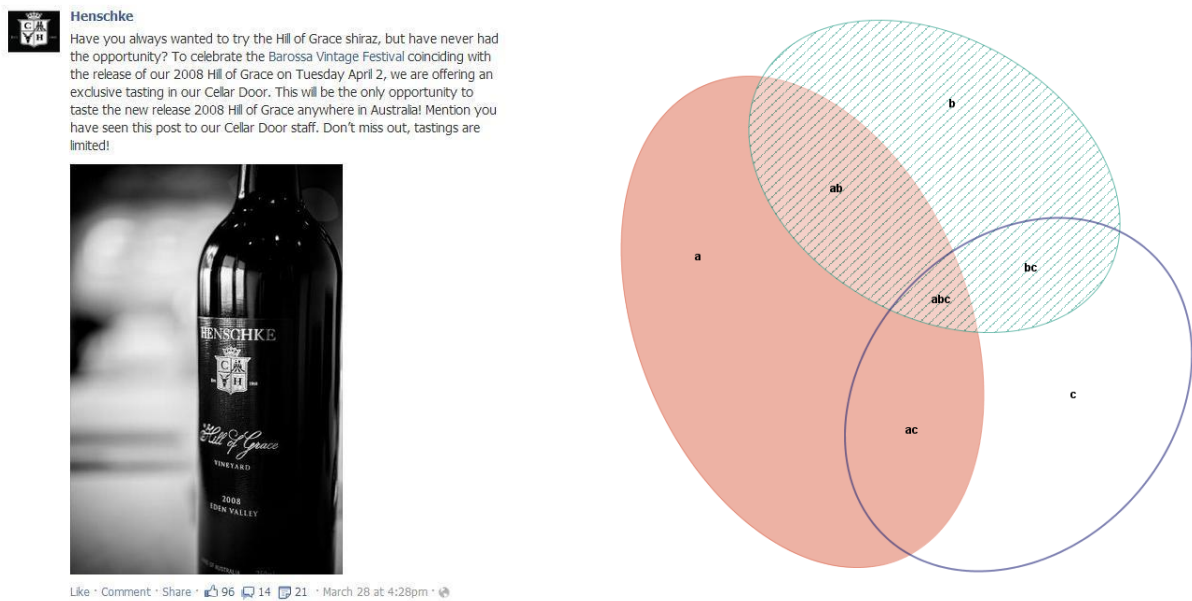 Henschke
Have you always wanted to try the Hill of Grace shiraz, but have never had
the opportunity? To celebrate the Barossa Vintage Festival coinciding with
the release of our 2008 Hill of Grace on Tuesday April 2, we are offering an
exclusive tasting in our Cellar Door. This will be the only opportunity to
taste the new release 2008 Hill of Grace anywhere in Australia! Mention you
have seen this post to our Cellar Door staff. Don't miss out, tastings are
limited!
HENSCHKE
C
H
Hill of Grace
VINEYARD
2008
EDEN VALLEY
Like · Comment · Share · 96 14 21 · March 28 at 4:28pm ·
b
ab
a
bc
abc
c
ac